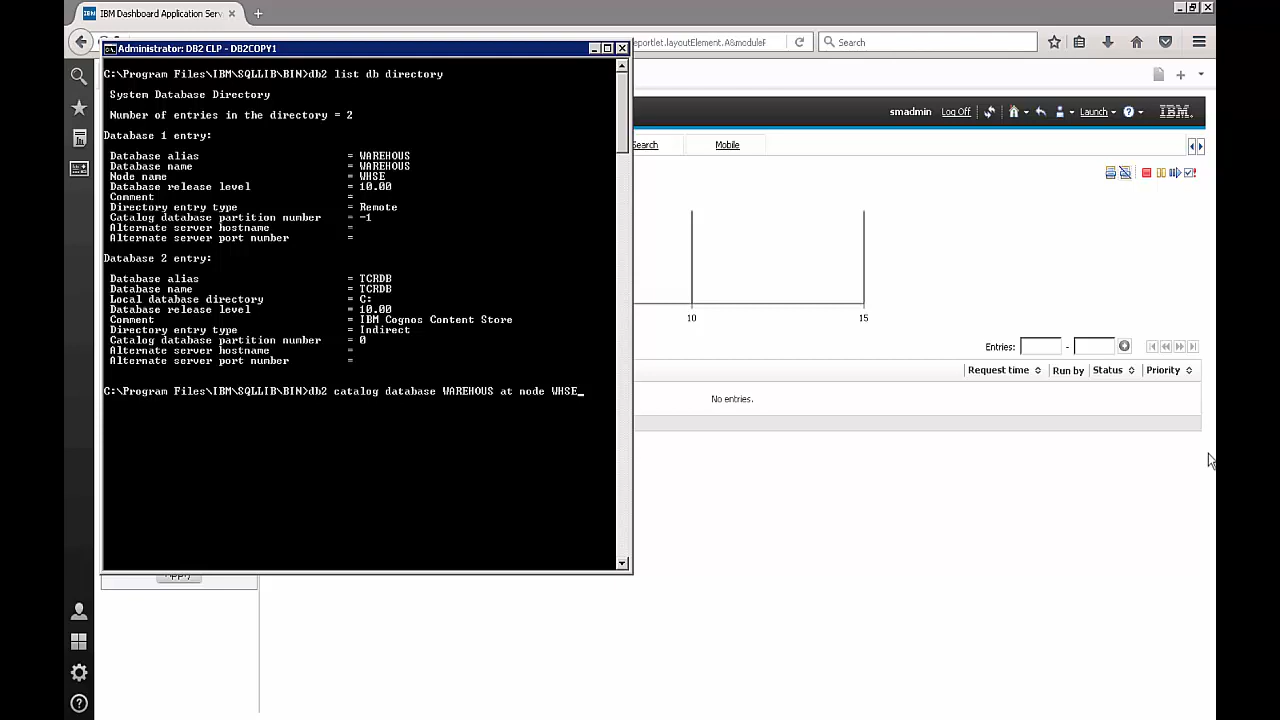 IBM Dashboard Application Serv
Administrator: DB2 CLP - DB2COPY1
eportlet.layoutElement.A&moduleF
Search
C:\Program Files\IBM\SQLLIB\BIN>db2 list db directory
System Database Directory
Number of entries in the directory = 2
Database 1 entry:
Database alias = WAREHOUS
Database name = WAREHOUS
Node name = WHSE
Database release level = 10.00
Comment =
Directory entry type = Remote
Catalog database partition number = -1
Alternate server hostname =
Alternate server port number =
Database 2 entry:
Database alias = TCRDB
Database name = TCRDB
Local database directory = C:
Database release level = 10.00
Comment = IBM Cognos Content Store
Directory entry type = Indirect
Catalog database partition number = 0
Alternate server hostname =
Alternate server port number =
C:\Program Files\IBM\SQLLIB\BIN>db2 catalog database WAREHOUS at node WHSE_
smadmin Log Off Launch IBM.
Search Mobile
10 15
Entries: -
Request time Run by Status Priority
No entries.